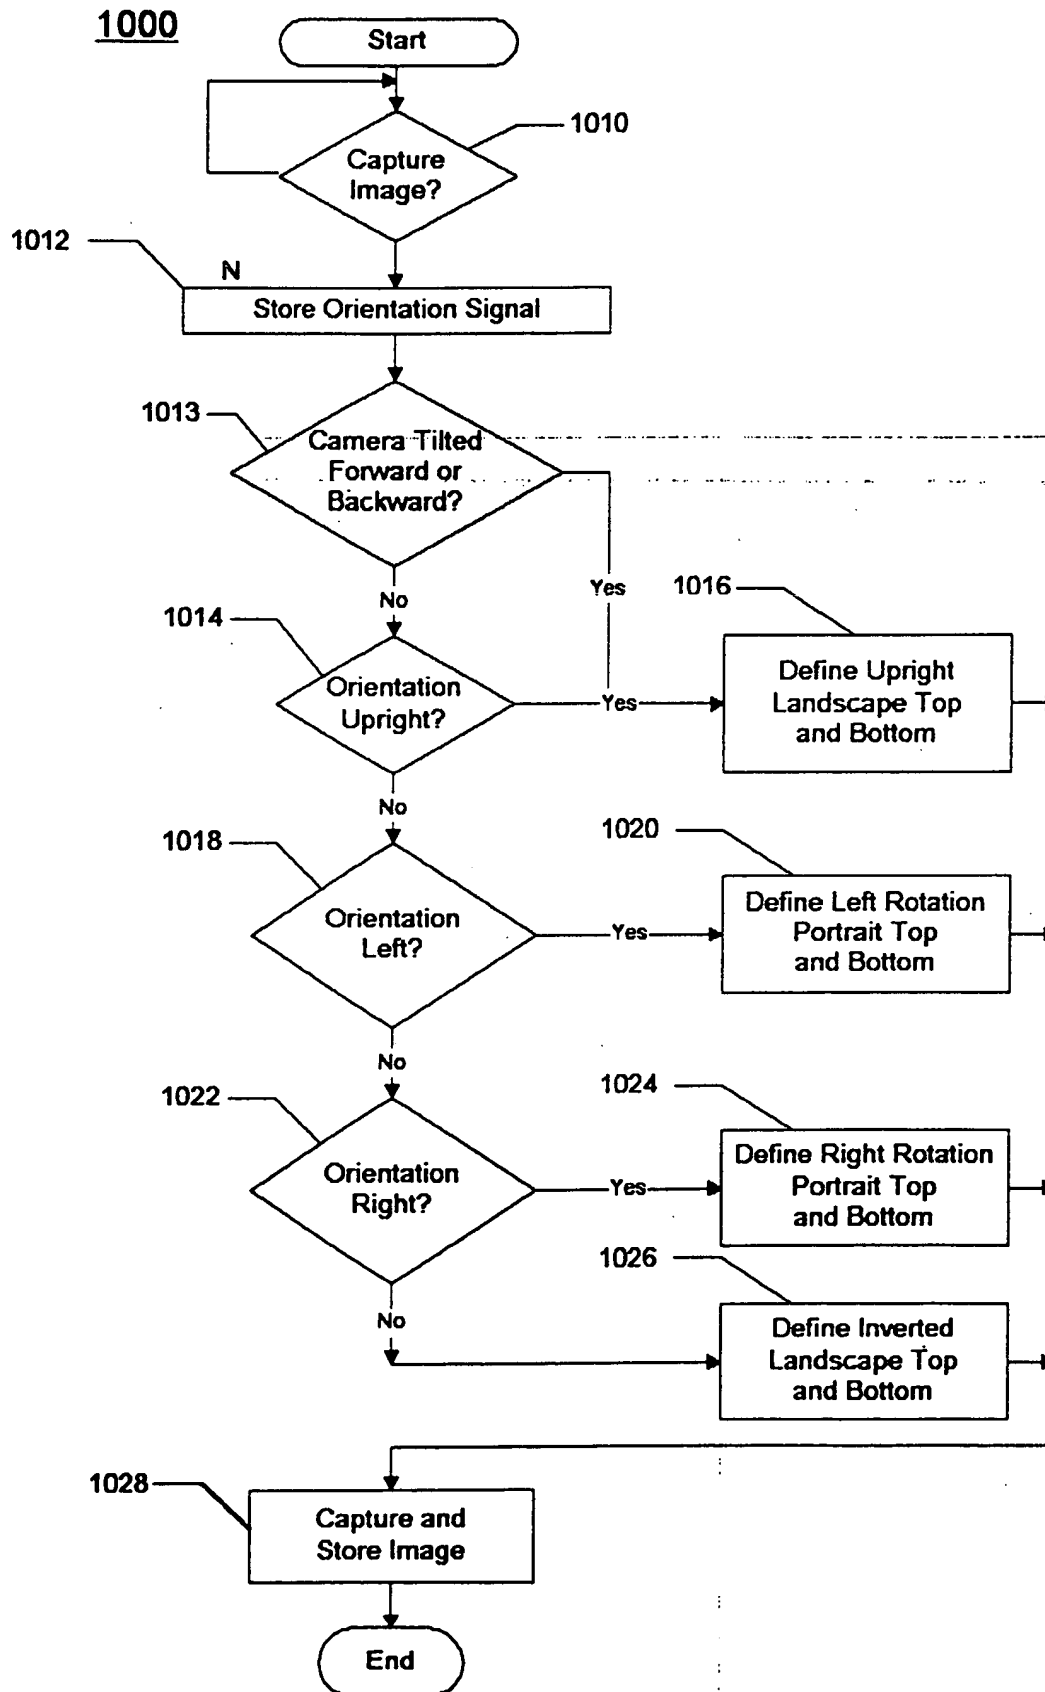 1000
Start
1010
Capture
Image?
1012
N
Store Orientation Signal
1013
Camera Tilted
Forward or
Backward?
Yes
No
1016
1014
Orientation
Upright?
Yes
Define Upright
Landscape Top
and Bottom
No
1018
1020
Orientation
Left?
Yes
Define Left Rotation
Portrait Top
and Bottom
No
1022
1024
Orientation
Right?
Yes
Define Right Rotation
Portrait Top
and Bottom
1026
No
Define Inverted
Landscape Top
and Bottom
1028
Capture and
Store Image
End